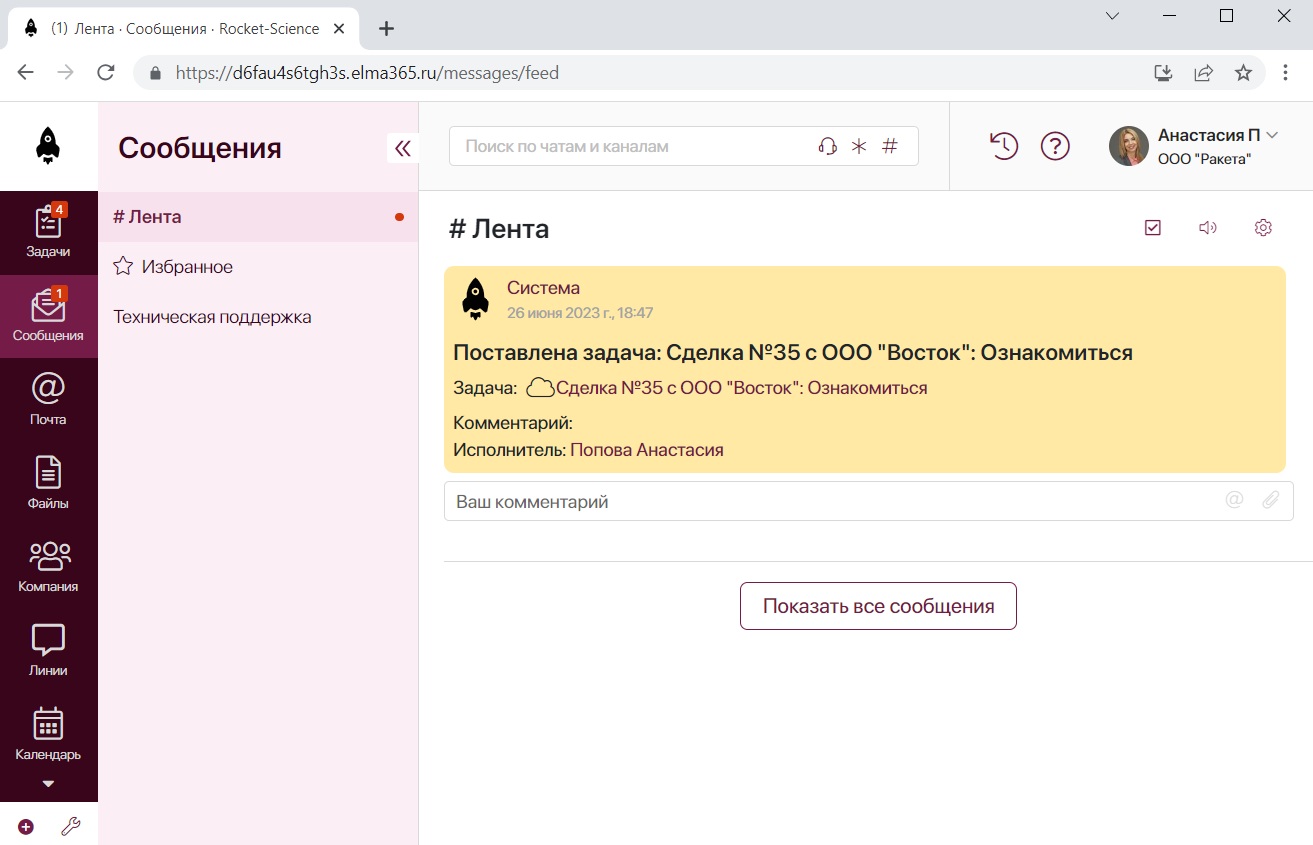 (1) Лента · Сообщения · Rocket-Science
https://d6fau4s6tgh3s.elma365.ru/messages/feed
Сообщения
Поиск по чатам и каналам
Анастасия П
ООО "Ракета"
4
Задачи
1
Сообщения
Почта
Файлы
Компания
Линии
Календарь
# Лента
Избранное
Техническая поддержка
# Лента
Система
26 июня 2023 г., 18:47
Поставлена задача: Сделка №35 с ООО "Восток": Ознакомиться
Задача: Сделка №35 с ООО "Восток": Ознакомиться
Комментарий:
Исполнитель: Попова Анастасия
Ваш комментарий
Показать все сообщения